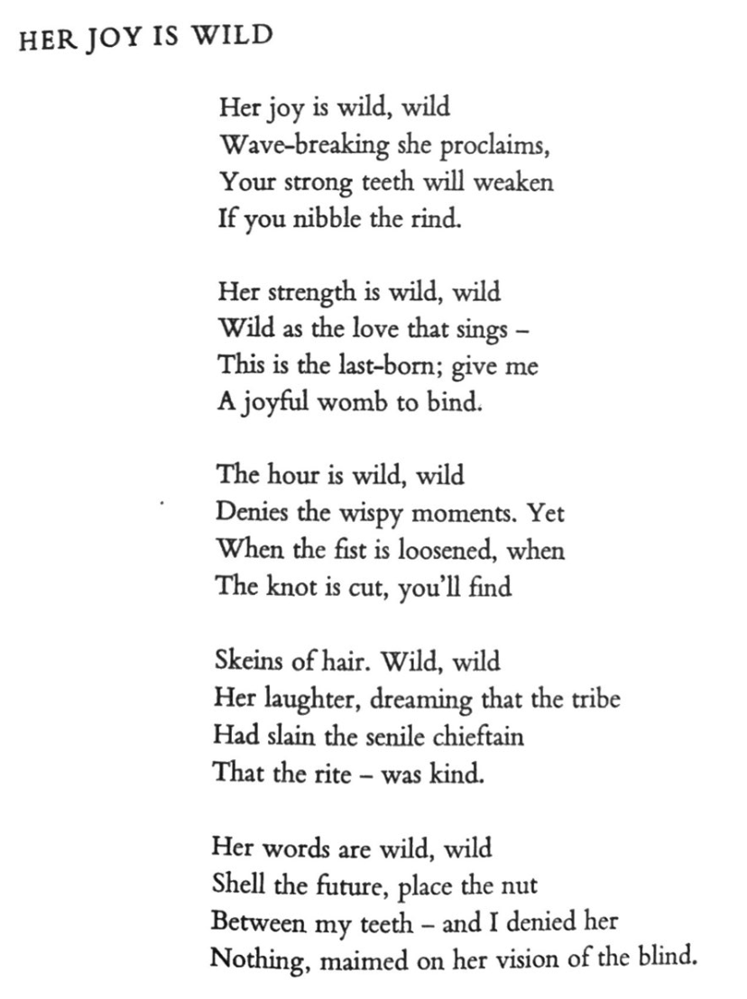 HER JOY IS WILD
Her joy is wild, wild
Wave-breaking she proclaims,
Your strong teeth will weaken
If you nibble the rind.
Her strength is wild, wild
Wild as the love that sings –
This is the last-born; give me
A joyful womb to bind.
The hour is wild, wild
Denies the wispy moments. Yet
When the fist is loosened, when
The knot is cut, you'll find
Skeins of hair. Wild, wild
Her laughter, dreaming that the tribe
Had slain the senile chieftain
That the rite – was kind.
Her words are wild, wild
Shell the future, place the nut
Between my teeth – and I denied her
Nothing, maimed on her vision of the blind.